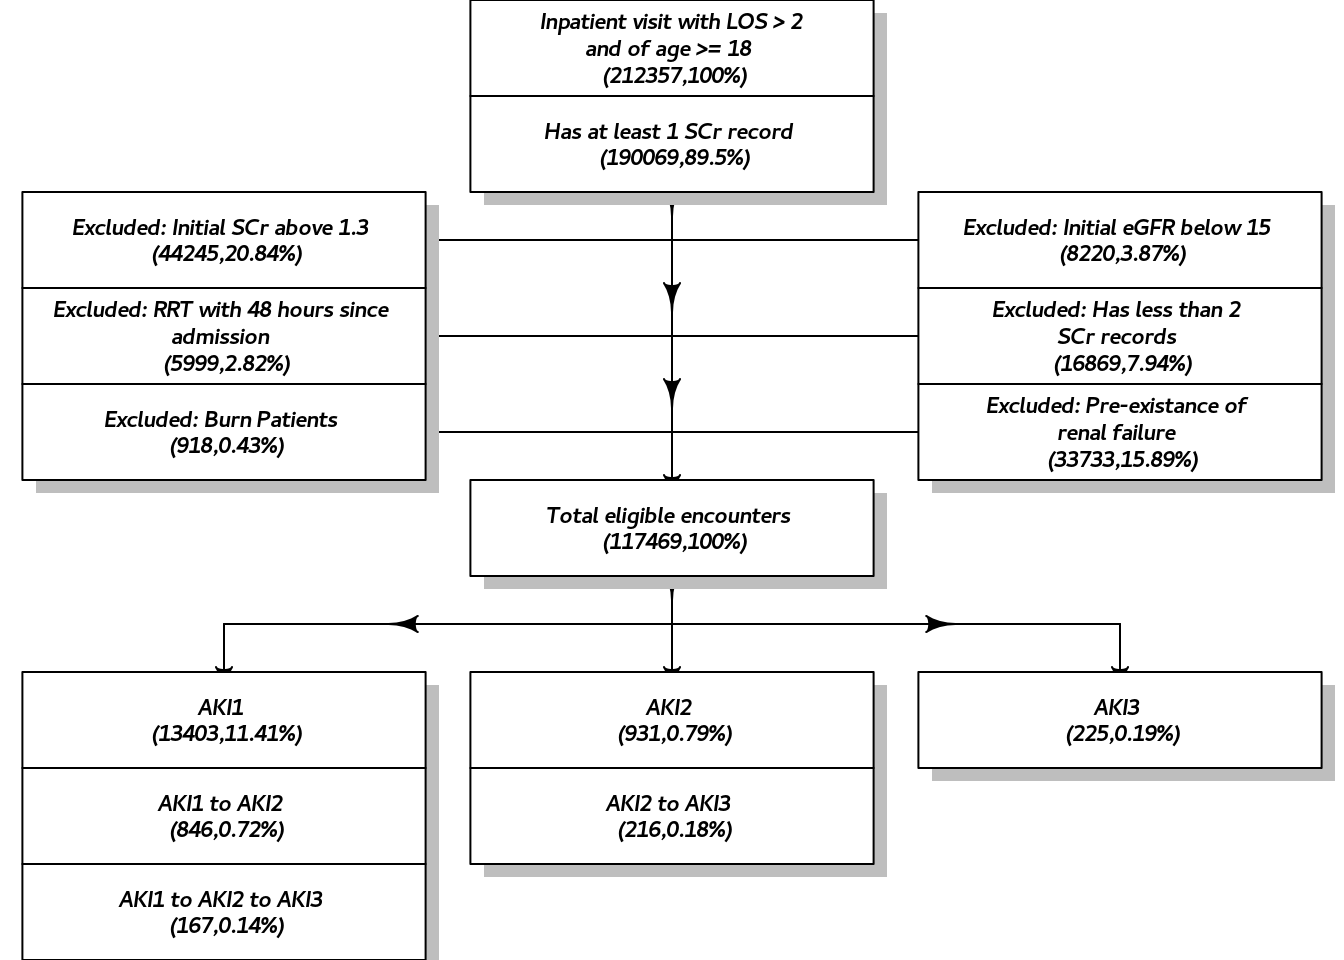 Inpatient visit with LOS > 2
and of age >= 18
(212357,100%)
Has at least 1 SCr record
(190069,89.5%)
Excluded: Initial SCr above 1.3
(44245,20.84%)
Excluded: Initial eGFR below 15
(8220,3.87%)
Excluded: RRT with 48 hours since
admission
(5999,2.82%)
Excluded: Has less than 2
SCr records
(16869,7.94%)
Excluded: Burn Patients
(918,0.43%)
Excluded: Pre-existance of
renal failure
(33733,15.89%)
Total eligible encounters
(117469,100%)
AKI1
(13403,11.41%)
AKI2
(931,0.79%)
AKI3
(225,0.19%)
AKI1 to AKI2
(846,0.72%)
AKI2 to AKI3
(216,0.18%)
AKI1 to AKI2 to AKI3
(167,0.14%)